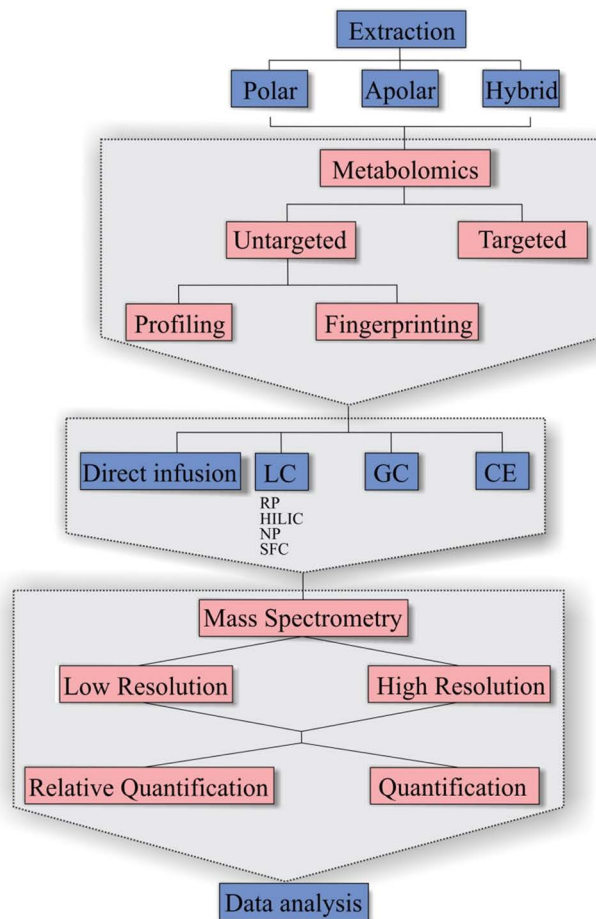 Extraction
Polar
Apolar
Hybrid
Metabolomics
Untargeted
Targeted
Profiling
Fingerprinting
Direct infusion
LC
GC
CE
RP
HILIC
NP
SFC
Mass Spectrometry
Low Resolution
High Resolution
Relative Quantification
Quantification
Data analysis